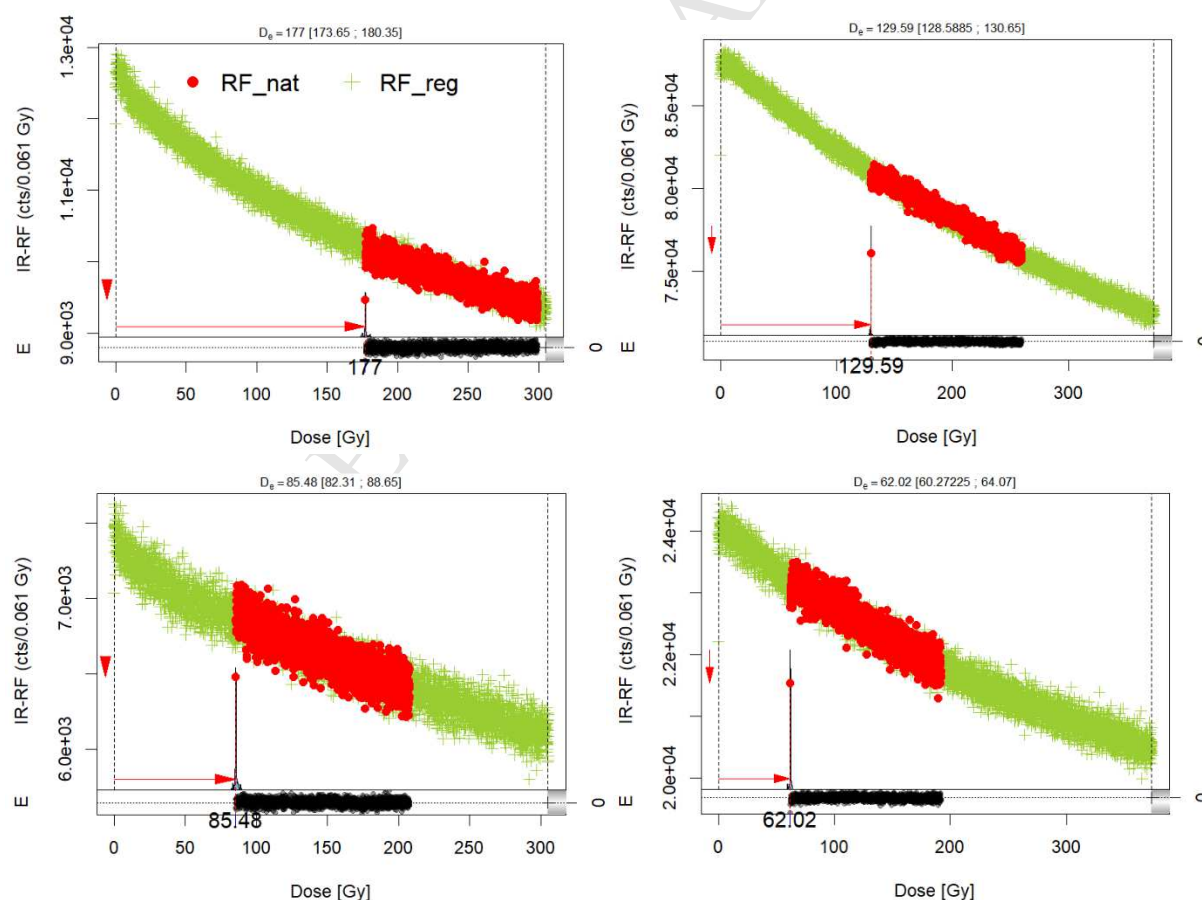 Dₑ = 177 [173.65 ; 180.35]
RF_nat RF_reg
IR-RF (cts/0.061 Gy)
1.3e+04
1.1e+04
9.0e+03
E
0
177
0 50 100 150 200 250 300
Dose [Gy]
Dₑ = 129.59 [128.5885 ; 130.65]
IR-RF (cts/0.061 Gy)
8.5e+04
8.0e+04
7.5e+04
E
0
129.59
0 100 200 300
Dose [Gy]
Dₑ = 85.48 [82.31 ; 88.65]
IR-RF (cts/0.061 Gy)
7.0e+03
6.0e+03
E
0
85.48
0 50 100 150 200 250 300
Dose [Gy]
Dₑ = 62.02 [60.27225 ; 64.07]
IR-RF (cts/0.061 Gy)
2.4e+04
2.2e+04
2.0e+04
E
0
62.02
0 100 200 300
Dose [Gy]